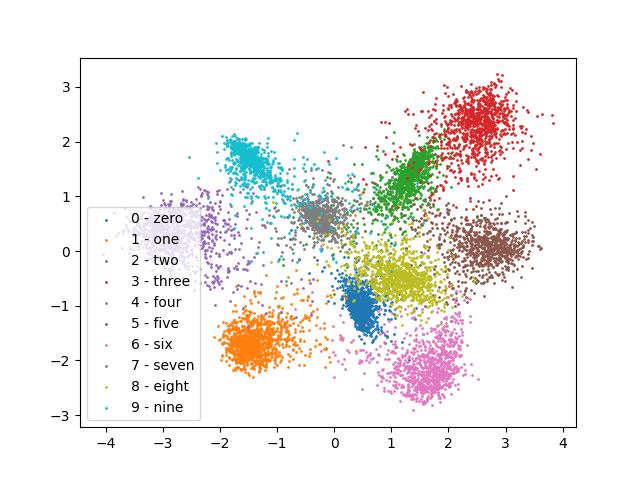 3
2
1
0
−1
−2
−3
0 - zero
1 - one
2 - two
3 - three
4 - four
5 - five
6 - six
7 - seven
8 - eight
9 - nine
−4 −3 −2 −1 0 1 2 3 4